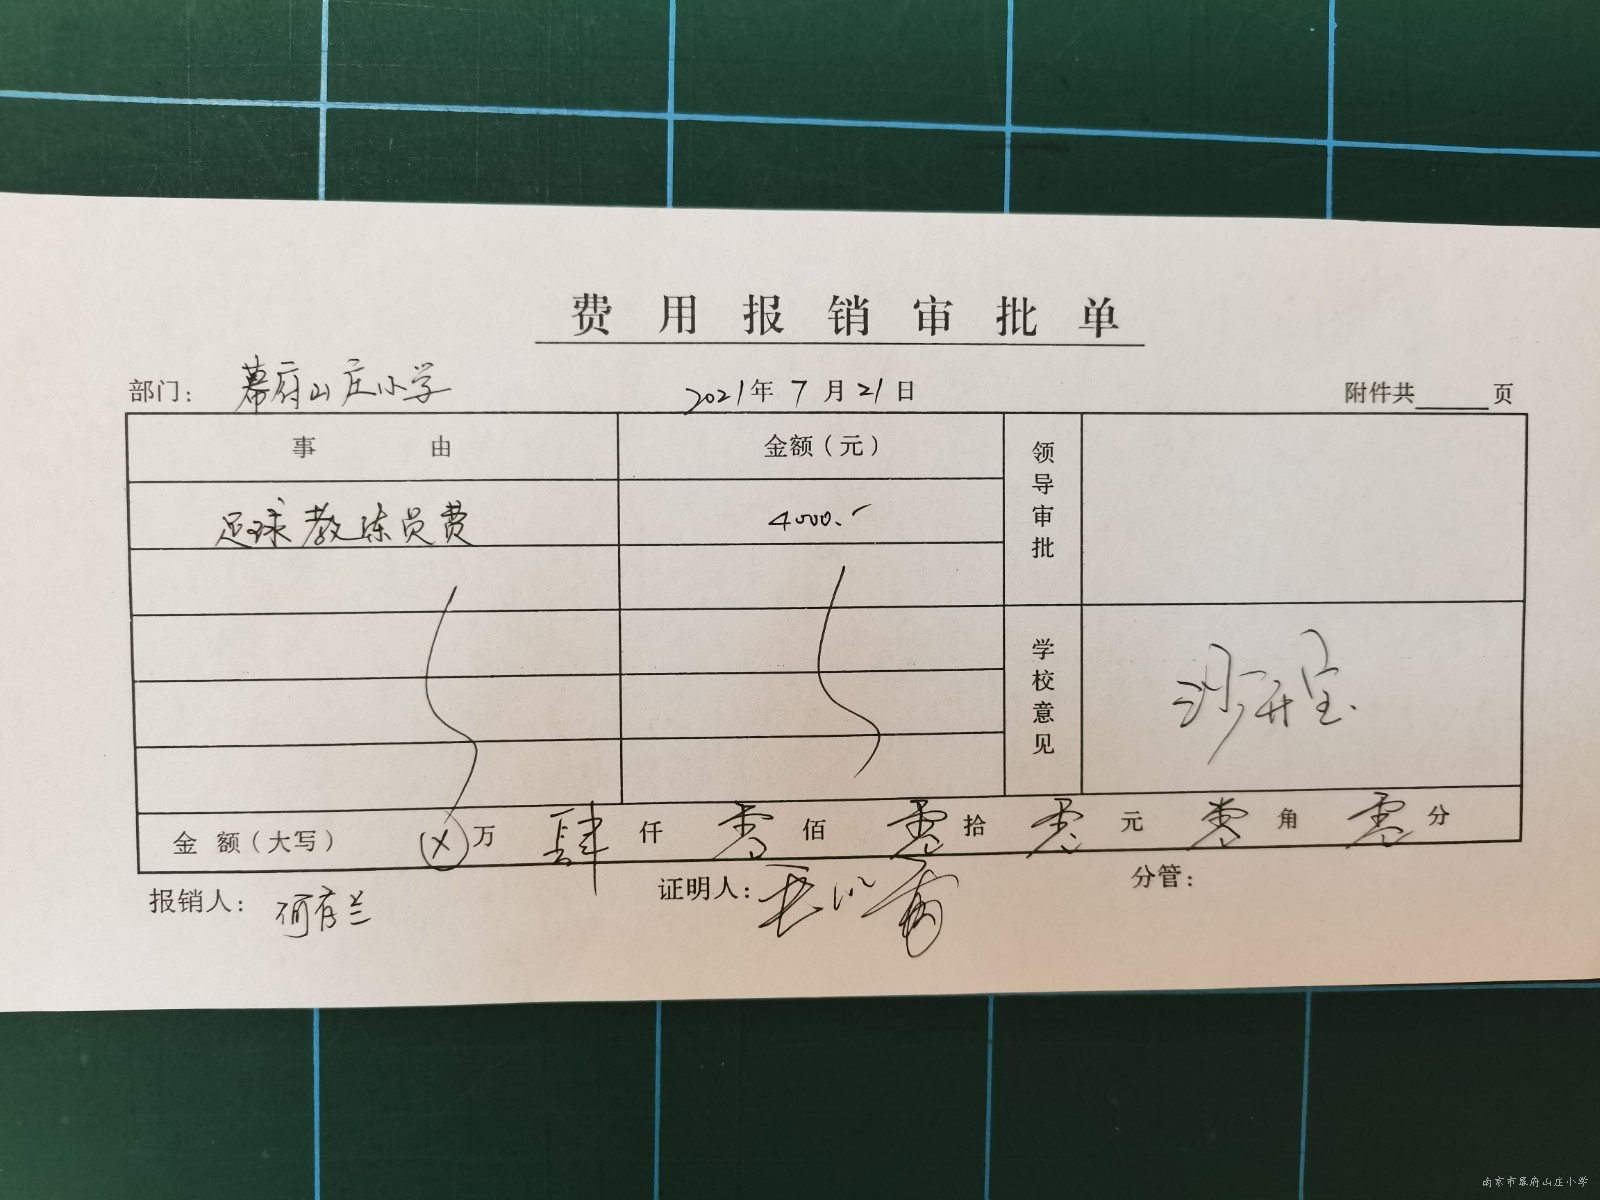 费用报销审批单
部门： 幕府山庄小学 2021年 7 月 21 日 附件共 页
事 由 金额（元） 领导审批
足球教练员费 4000.-
学校意见
金 额（大写） ⊗万 肆 仟 零 佰 零 拾 零 元 零 角 零 分
报销人： 何存兰 证明人： 分管：
南京市幕府山庄小学